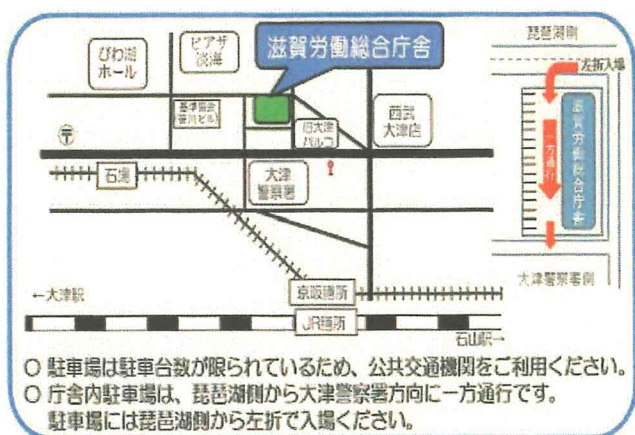 滋賀労働総合庁舎
びわ湖
ホール
ピアザ
淡海
基準協会
旧大津
パルコ
西武
大津店
〒
石場
大津
警察署
←大津駅
京阪膳所
JR膳所
石山駅→
琵琶湖側
左折入場
一方通行
滋賀労働総合庁舎
大津警察署側
○ 駐車場は駐車台数が限られているため、公共交通機関をご利用ください。
○ 庁舎内駐車場は、琵琶湖側から大津警察署方向に一方通行です。
駐車場には琵琶湖側から左折で入場ください。